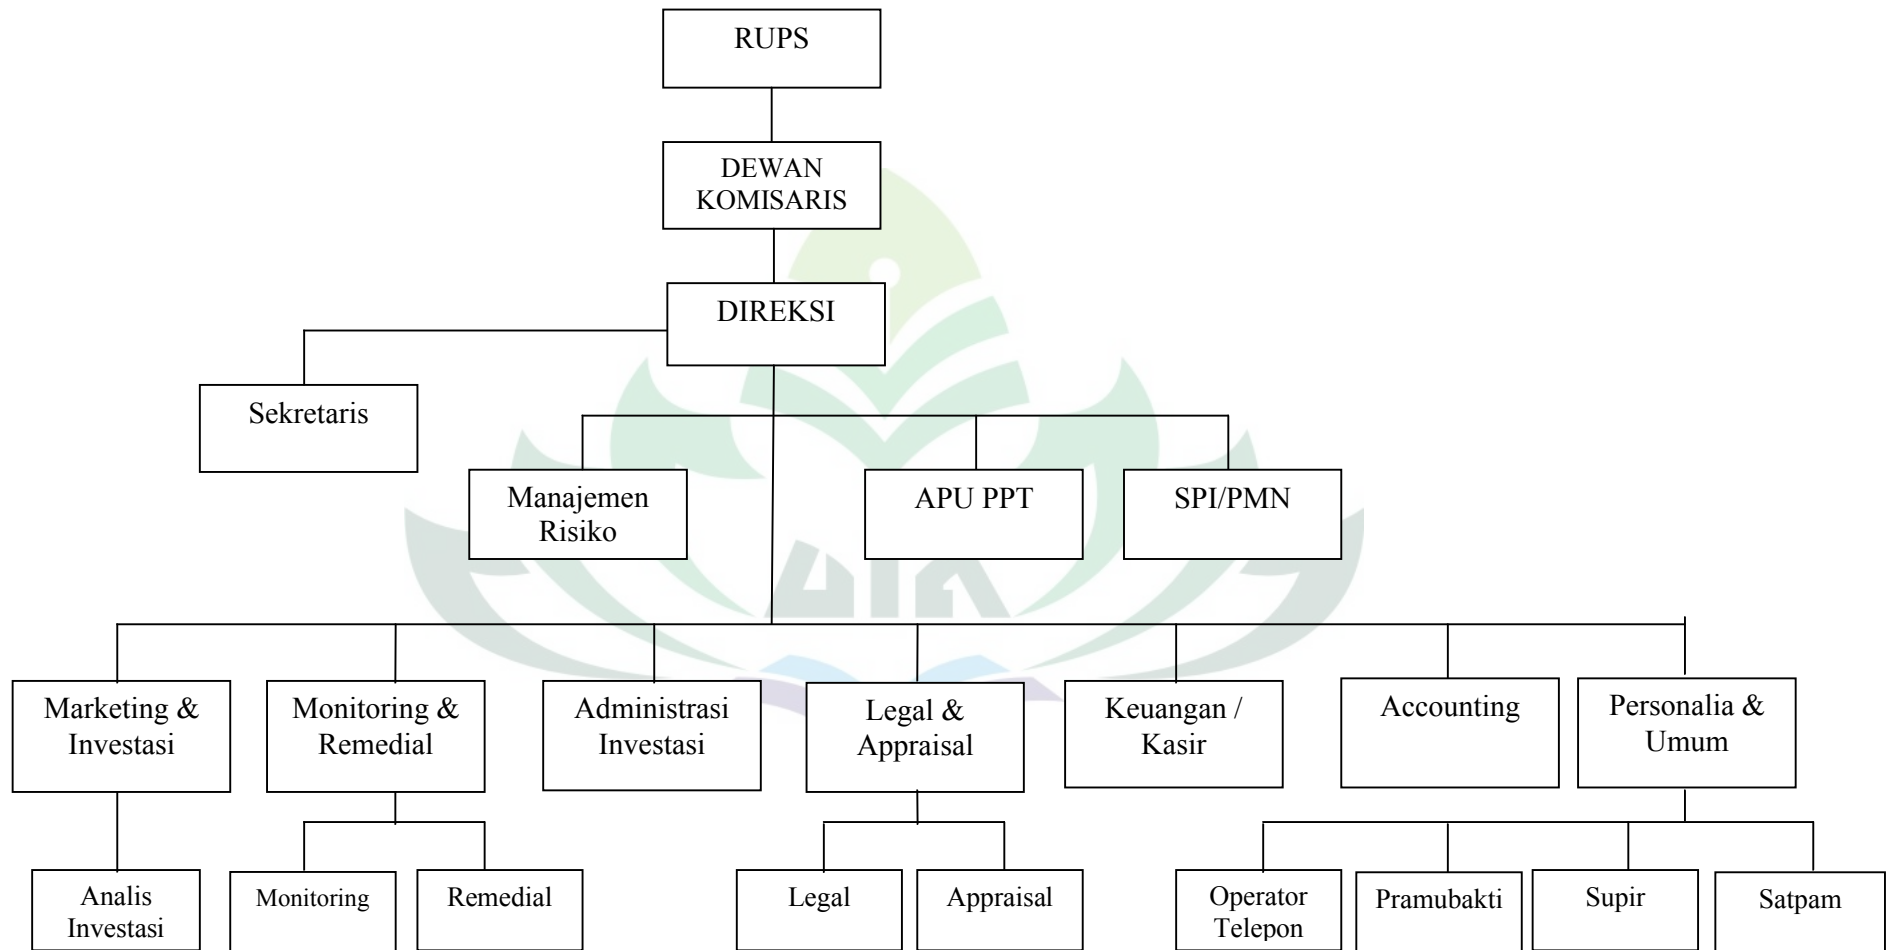 RUPS
DEWAN
KOMISARIS
DIREKSI
Sekretaris
Manajemen
Risiko
APU PPT
SPI/PMN
Marketing &
Investasi
Monitoring &
Remedial
Administrasi
Investasi
Legal &
Appraisal
Keuangan /
Kasir
Accounting
Personalia &
Umum
Analis
Investasi
Monitoring
Remedial
Legal
Appraisal
Operator
Telepon
Pramubakti
Supir
Satpam